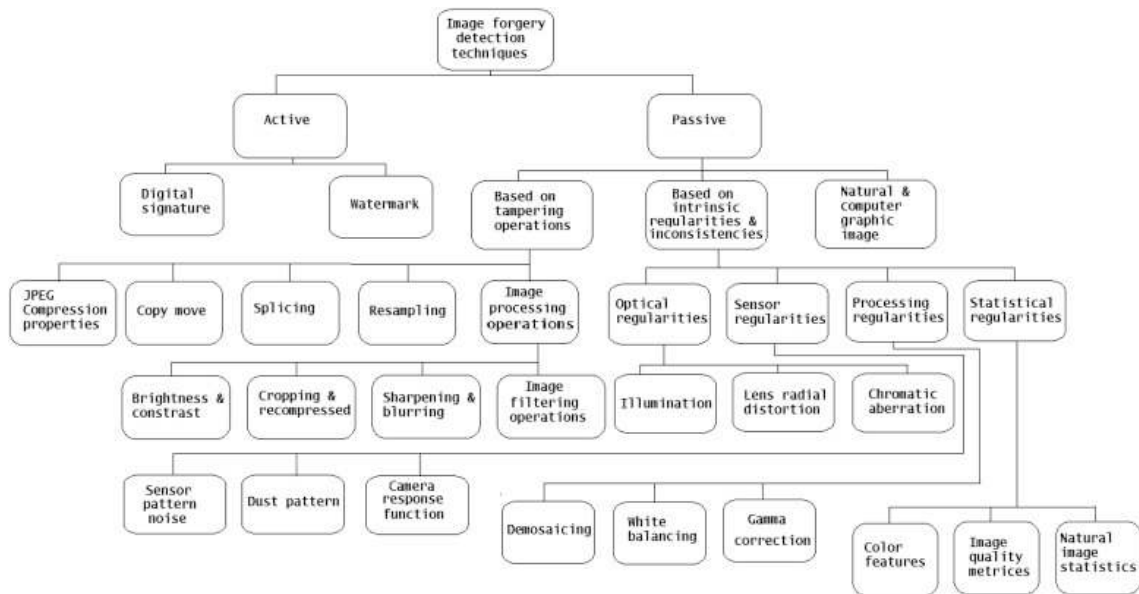 Image forgery
detection
techniques
Active
Passive
Digital
signature
Watermark
Based on
tampering
operations
Based on
intrinsic
regularities &
inconsistencies
Natural &
computer
graphic
image
JPEG
Compression
properties
Copy move
Splicing
Resampling
Image
processing
operations
Optical
regularities
Sensor
regularities
Processing
regularities
Statistical
regularities
Brightness &
constrast
Cropping &
recompressed
Sharpening &
blurring
Image
filtering
operations
Illumination
Lens radial
distortion
Chromatic
aberration
Sensor
pattern
noise
Dust pattern
Camera
response
function
Demosaicing
White
balancing
Gamma
correction
Color
features
Image
quality
metrices
Natural
image
statistics